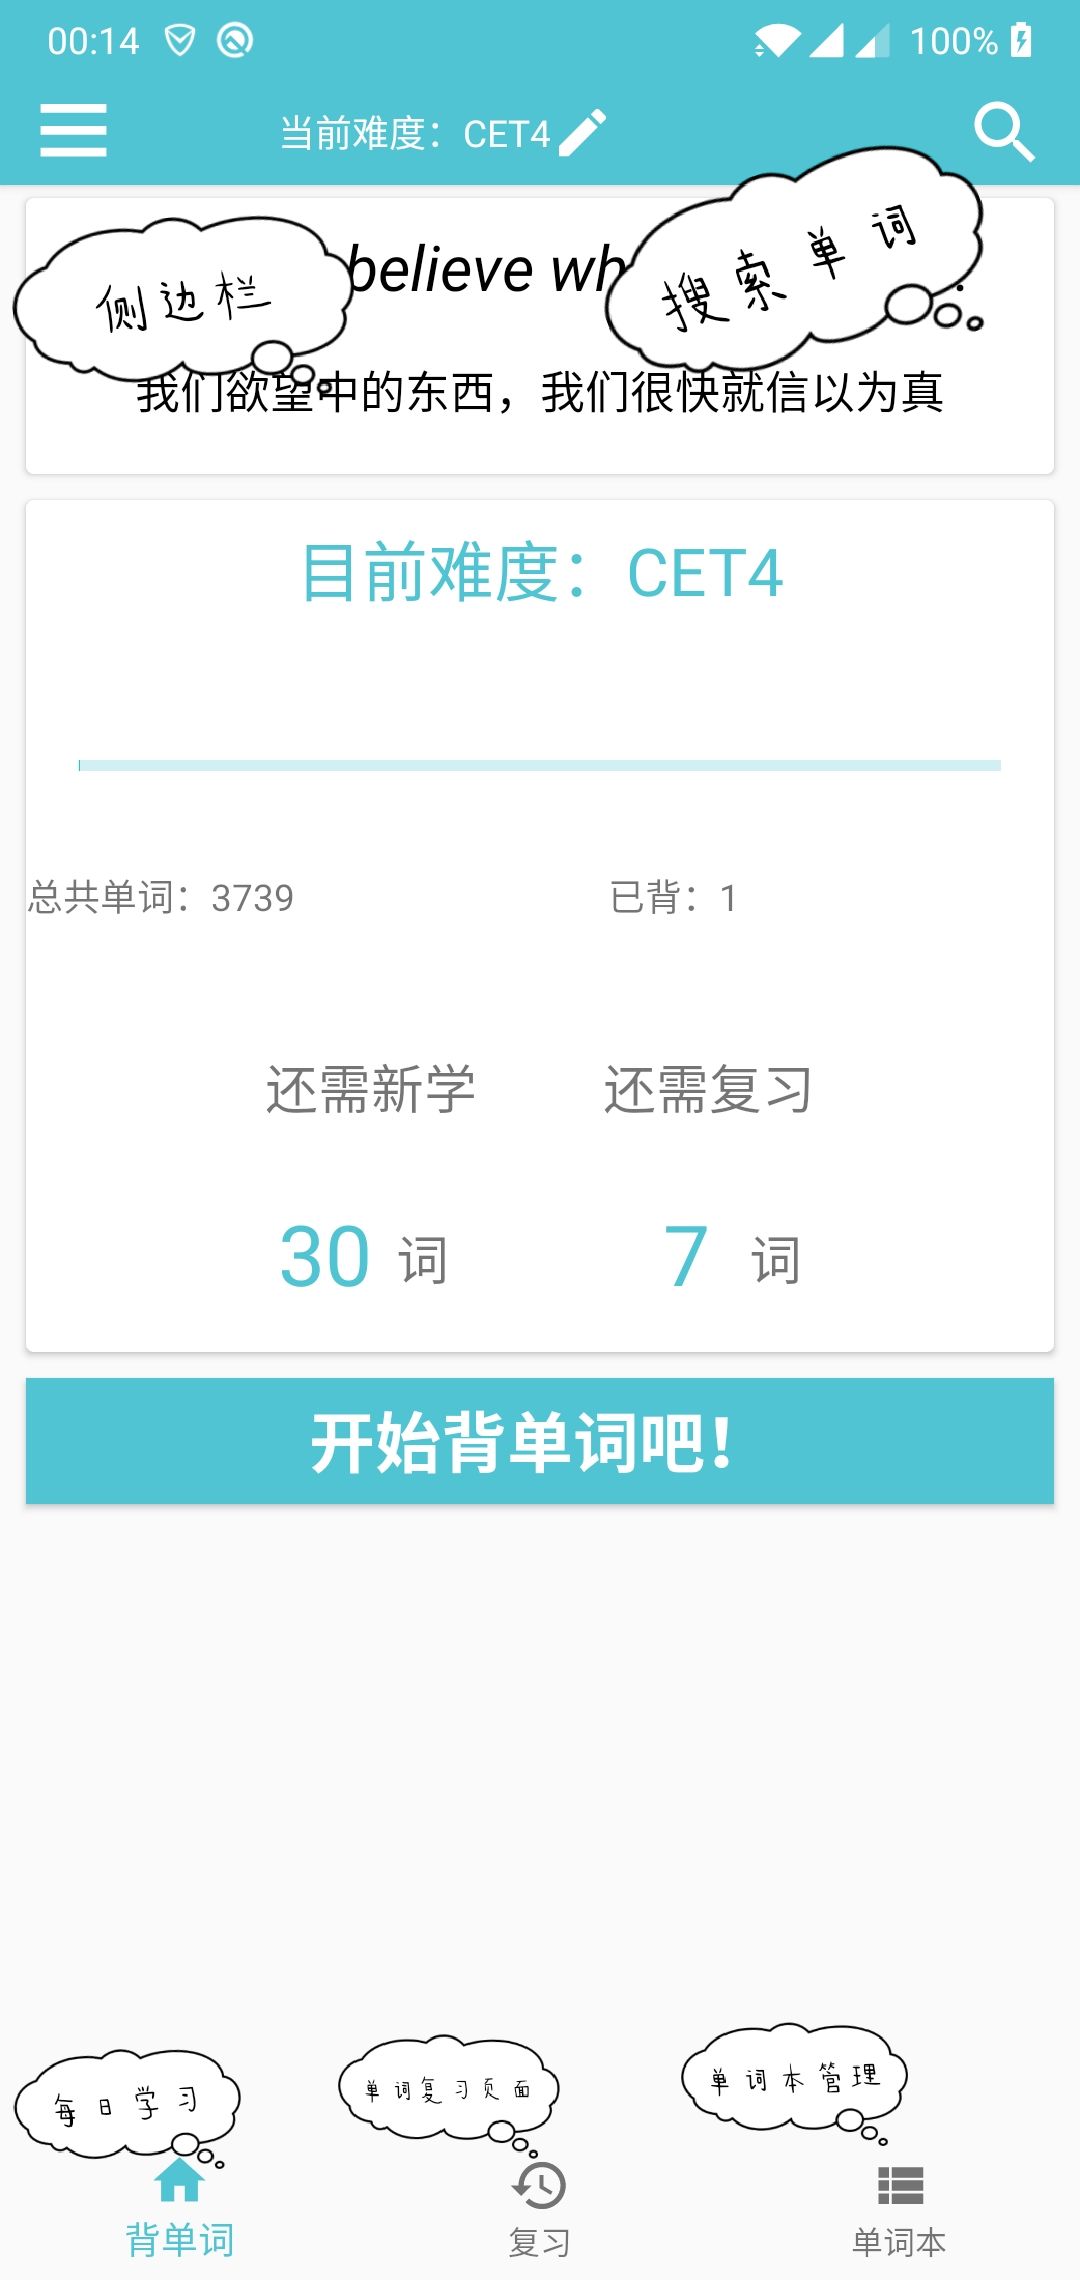 00:14 100%
当前难度：CET4
侧边栏
believe wh
搜索单词
我们欲望中的东西，我们很快就信以为真
目前难度：CET4
总共单词：3739 已背：1
还需新学 还需复习
30 词 7 词
开始背单词吧！
每日学习 单词复习页面 单词本管理
背单词 复习 单词本